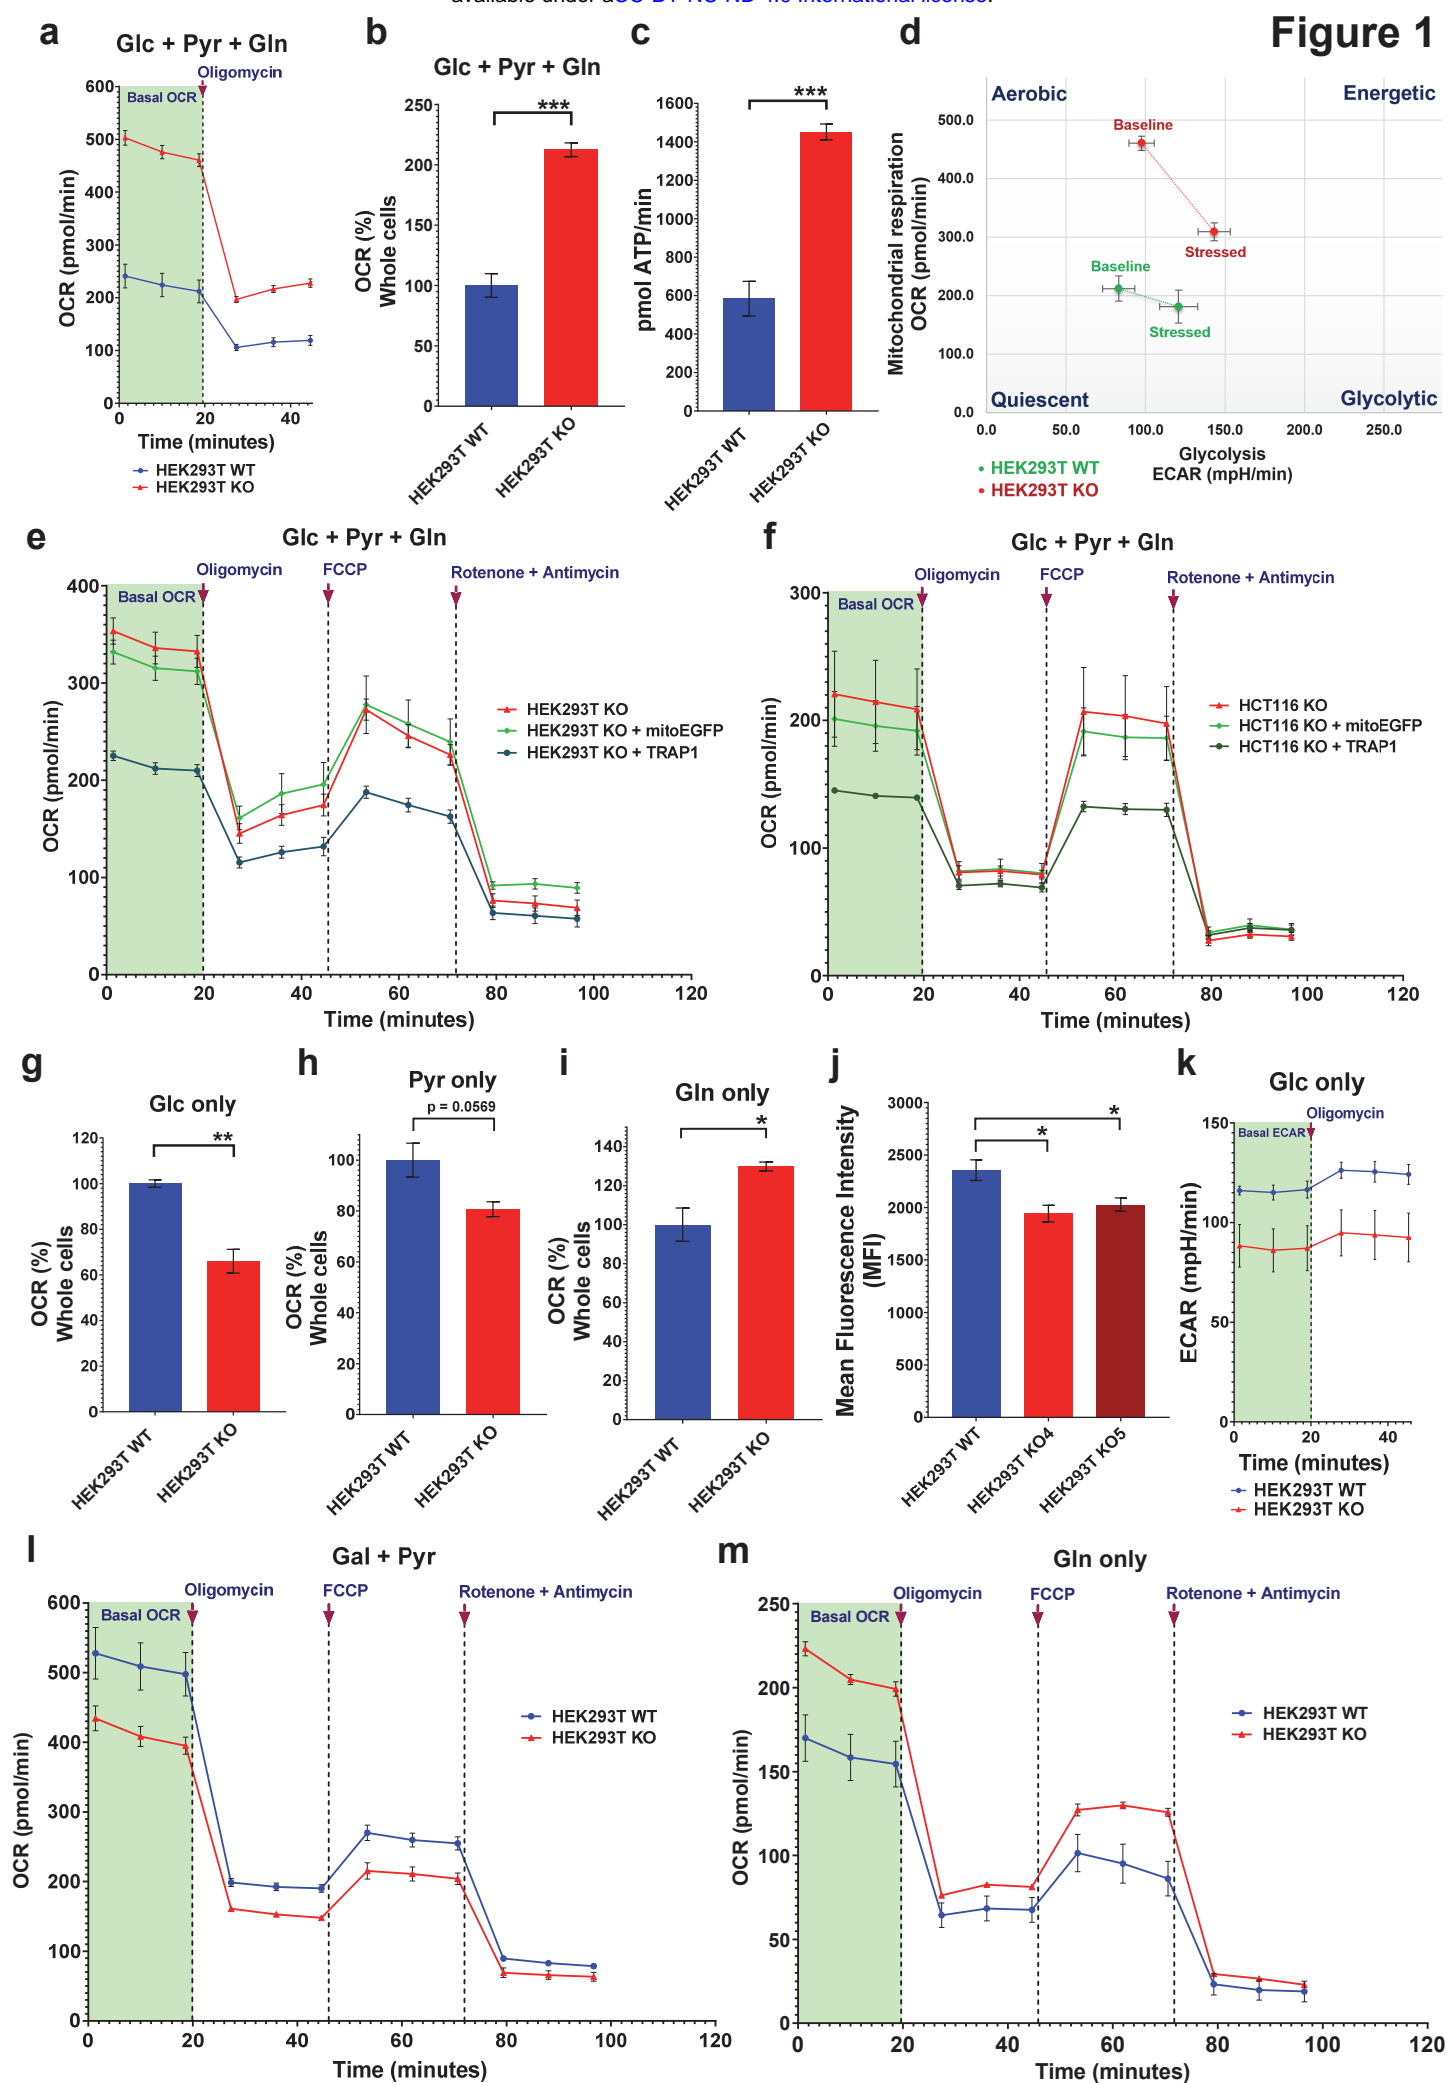 Figure 1
a
Glc + Pyr + Gln
Oligomycin
Basal OCR
OCR (pmol/min)
600
500
400
300
200
100
0
0 20 40
Time (minutes)
HEK293T WT
HEK293T KO
b
Glc + Pyr + Gln
***
OCR (%)
Whole cells
250
200
150
100
50
0
HEK293T WT
HEK293T KO
c
***
pmol ATP/min
1600
1400
1200
1000
800
600
400
200
0
HEK293T WT
HEK293T KO
d
Aerobic
Energetic
Quiescent
Glycolytic
Baseline
Stressed
Baseline
Stressed
Mitochondrial respiration
OCR (pmol/min)
500.0
400.0
300.0
200.0
100.0
0.0
0.0 50.0 100.0 150.0 200.0 250.0
Glycolysis
ECAR (mpH/min)
HEK293T WT
HEK293T KO
e
Glc + Pyr + Gln
Oligomycin
FCCP
Rotenone + Antimycin
Basal OCR
OCR (pmol/min)
400
300
200
100
0
0 20 40 60 80 100 120
Time (minutes)
HEK293T KO
HEK293T KO + mitoEGFP
HEK293T KO + TRAP1
f
Glc + Pyr + Gln
Oligomycin
FCCP
Rotenone + Antimycin
Basal OCR
OCR (pmol/min)
300
200
100
0
0 20 40 60 80 100 120
Time (minutes)
HCT116 KO
HCT116 KO + mitoEGFP
HCT116 KO + TRAP1
g
Glc only
**
OCR (%)
Whole cells
120
100
80
60
40
20
0
HEK293T WT
HEK293T KO
h
Pyr only
p = 0.0569
OCR (%)
Whole cells
100
80
60
40
20
0
HEK293T WT
HEK293T KO
i
Gln only
*
OCR (%)
Whole cells
140
120
100
80
60
40
20
0
HEK293T WT
HEK293T KO
j
*
*
Mean Fluorescence Intensity
(MFI)
3000
2500
2000
1500
1000
500
0
HEK293T WT
HEK293T KO4
HEK293T KO5
k
Glc only
Oligomycin
Basal ECAR
ECAR (mpH/min)
150
100
50
0
0 20 40
Time (minutes)
HEK293T WT
HEK293T KO
l
Gal + Pyr
Oligomycin
FCCP
Rotenone + Antimycin
Basal OCR
OCR (pmol/min)
600
500
400
300
200
100
0
0 20 40 60 80 100 120
Time (minutes)
HEK293T WT
HEK293T KO
m
Gln only
Oligomycin
FCCP
Rotenone + Antimycin
Basal OCR
OCR (pmol/min)
250
200
150
100
50
0
0 20 40 60 80 100 120
Time (minutes)
HEK293T WT
HEK293T KO